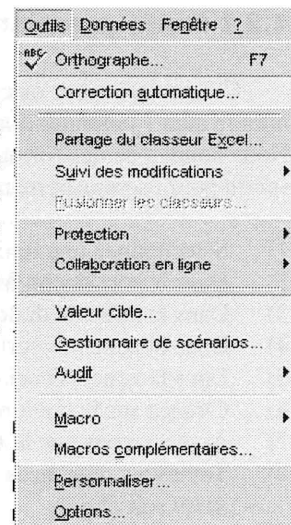 Outils Données Fenêtre ?
ABC Orthographe... F7
Correction automatique...
Partage du classeur Excel...
Suivi des modifications
Fusionner les classeurs...
Protection
Collaboration en ligne
Valeur cible...
Gestionnaire de scénarios...
Audit
Macro
Macros complémentaires...
Personnaliser...
Options...